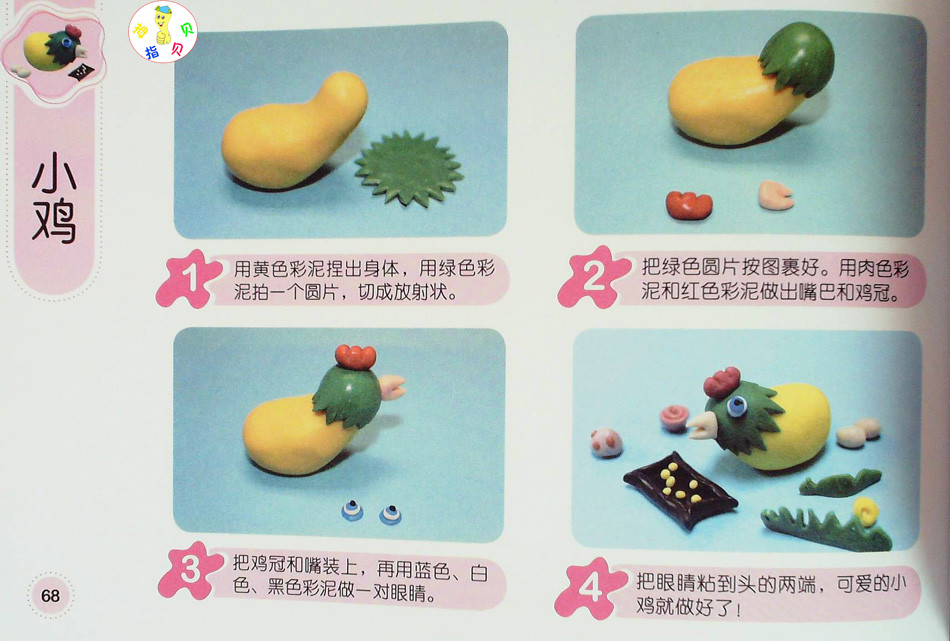 指贝
指贝
小鸡
1
用黄色彩泥捏出身体，用绿色彩
泥拍一个圆片，切成放射状。
2
把绿色圆片按图裹好。用肉色彩
泥和红色彩泥做出嘴巴和鸡冠。
3
把鸡冠和嘴装上，再用蓝色、白
色、黑色彩泥做一对眼睛。
4
把眼睛粘到头的两端，可爱的小
鸡就做好了！
68